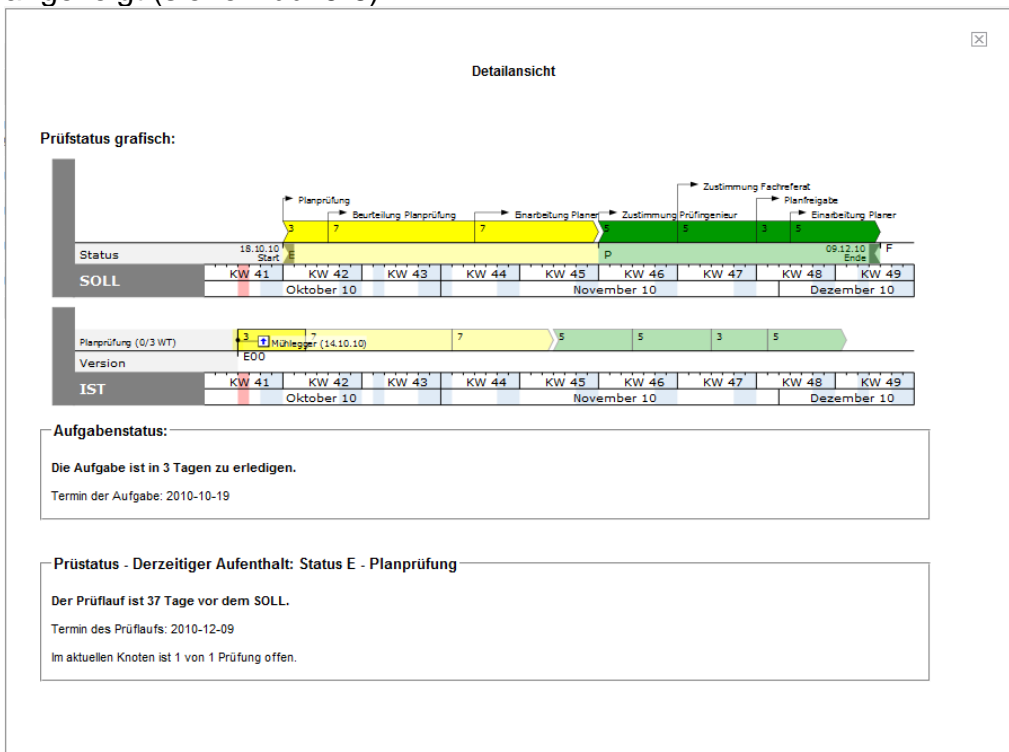 Detailansicht
Prüfstatus grafisch:
Zustimmung Fachreferat
Planprüfung
Planfreigabe
Beurteilung Planprüfung
Einarbeitung Planer
Zustimmung Prüfingenieur
Einarbeitung Planer
3 7 7 5 5 3 5
Status 18.10.10 Start E P 09.12.10 Ende F
SOLL KW 41 KW 42 KW 43 KW 44 KW 45 KW 46 KW 47 KW 48 KW 49
Oktober 10 November 10 Dezember 10
Planprüfung (0/3 WT) 3 7 7 5 5 3 5
Mühlegger (14.10.10)
Version E00
IST KW 41 KW 42 KW 43 KW 44 KW 45 KW 46 KW 47 KW 48 KW 49
Oktober 10 November 10 Dezember 10
Aufgabenstatus:
Die Aufgabe ist in 3 Tagen zu erledigen.
Termin der Aufgabe: 2010-10-19
Prüstatus - Derzeitiger Aufenthalt: Status E - Planprüfung
Der Prüflauf ist 37 Tage vor dem SOLL.
Termin des Prüflaufs: 2010-12-09
Im aktuellen Knoten ist 1 von 1 Prüfung offen.